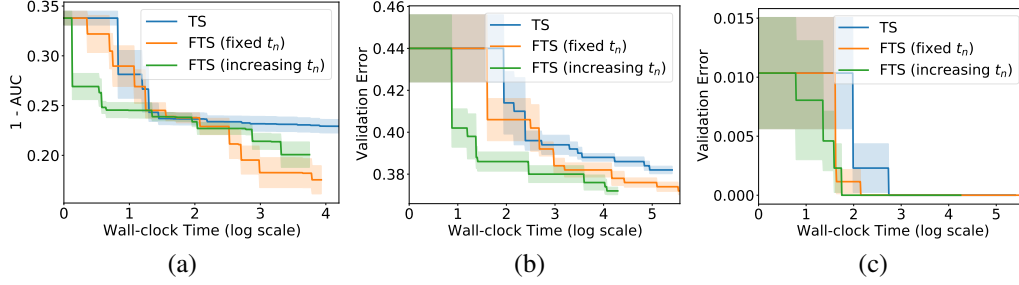 0.35
0.30
0.25
0.20
1 - AUC
TS
FTS (fixed tₙ)
FTS (increasing tₙ)
0 1 2 3 4
Wall-clock Time (log scale)
(a)
0.46
0.44
0.42
0.40
0.38
Validation Error
TS
FTS (fixed tₙ)
FTS (increasing tₙ)
0 1 2 3 4 5
Wall-clock Time (log scale)
(b)
0.015
0.010
0.005
0.000
Validation Error
TS
FTS (fixed tₙ)
FTS (increasing tₙ)
0 1 2 3 4 5
Wall-clock Time (log scale)
(c)